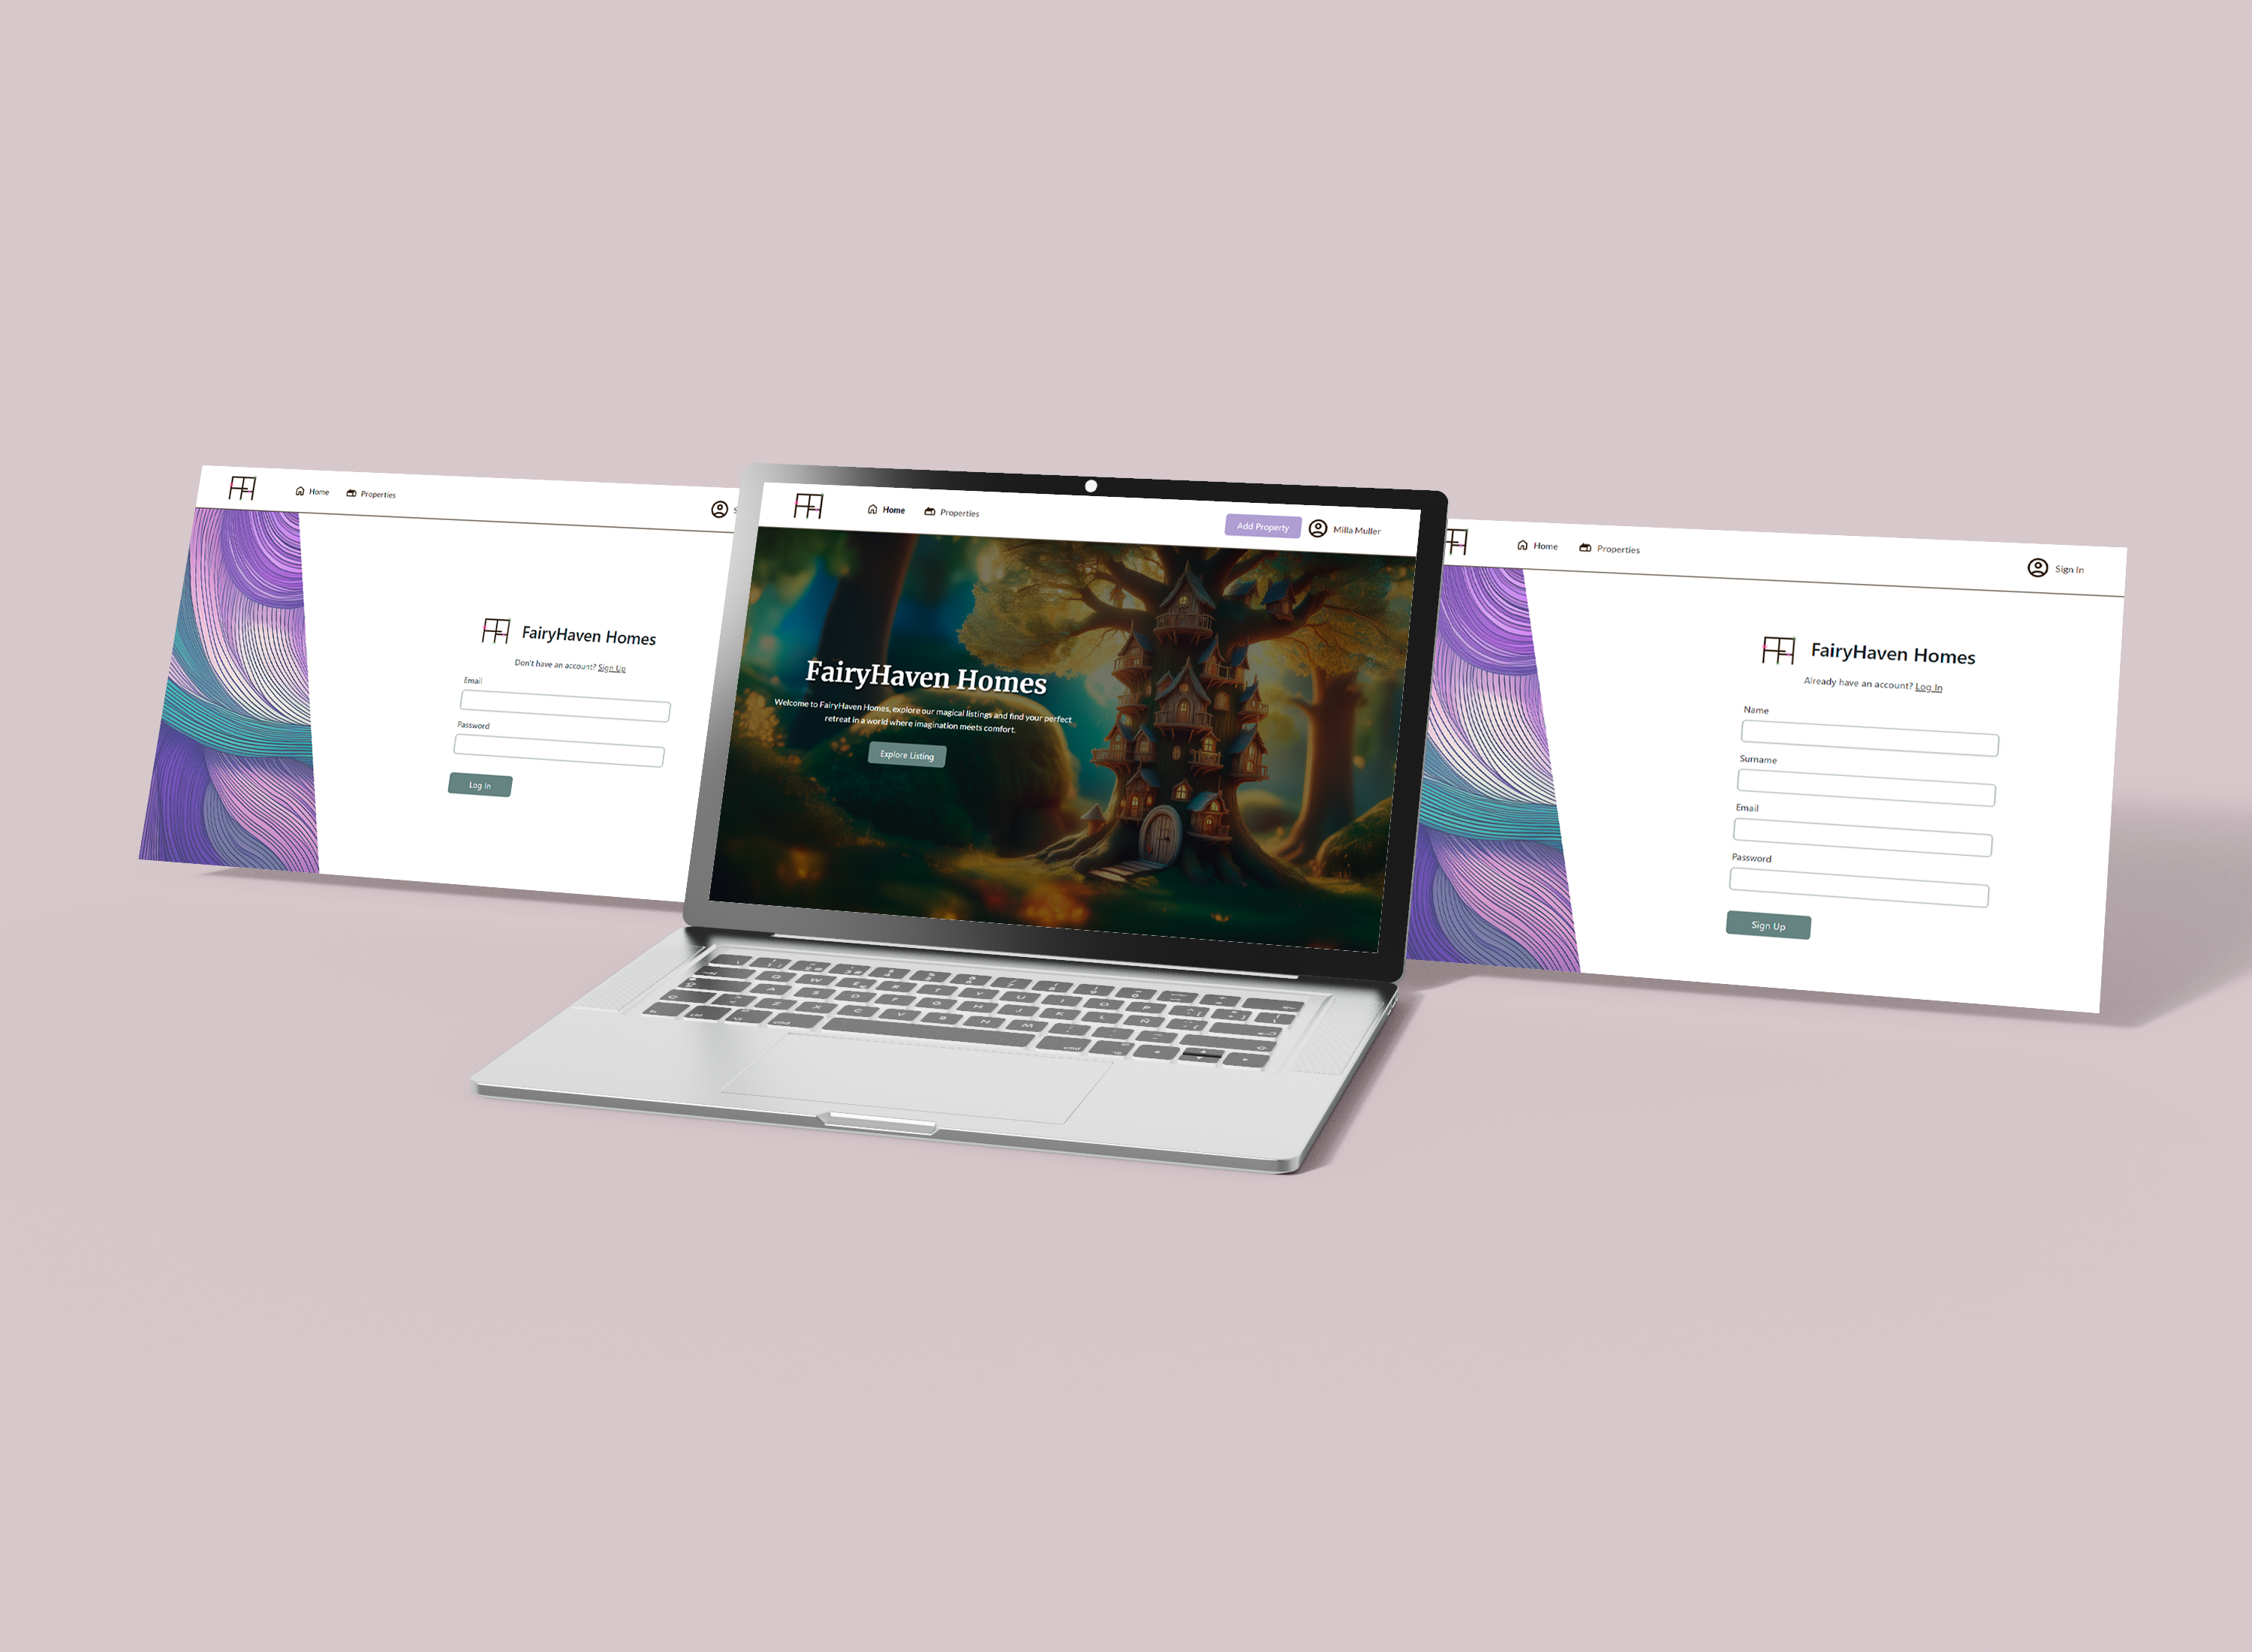 Home
Properties
FairyHaven Homes
Don't have an account? Sign Up
Email
Password
Log In
Home
Properties
Add Property
Milla Muller
FairyHaven Homes
Welcome to FairyHaven Homes, explore our magical listings and find your perfect
retreat in a world where imagination meets comfort.
Explore Listing
Home
Properties
Sign In
FairyHaven Homes
Already have an account? Log In
Name
Surname
Email
Password
Sign Up